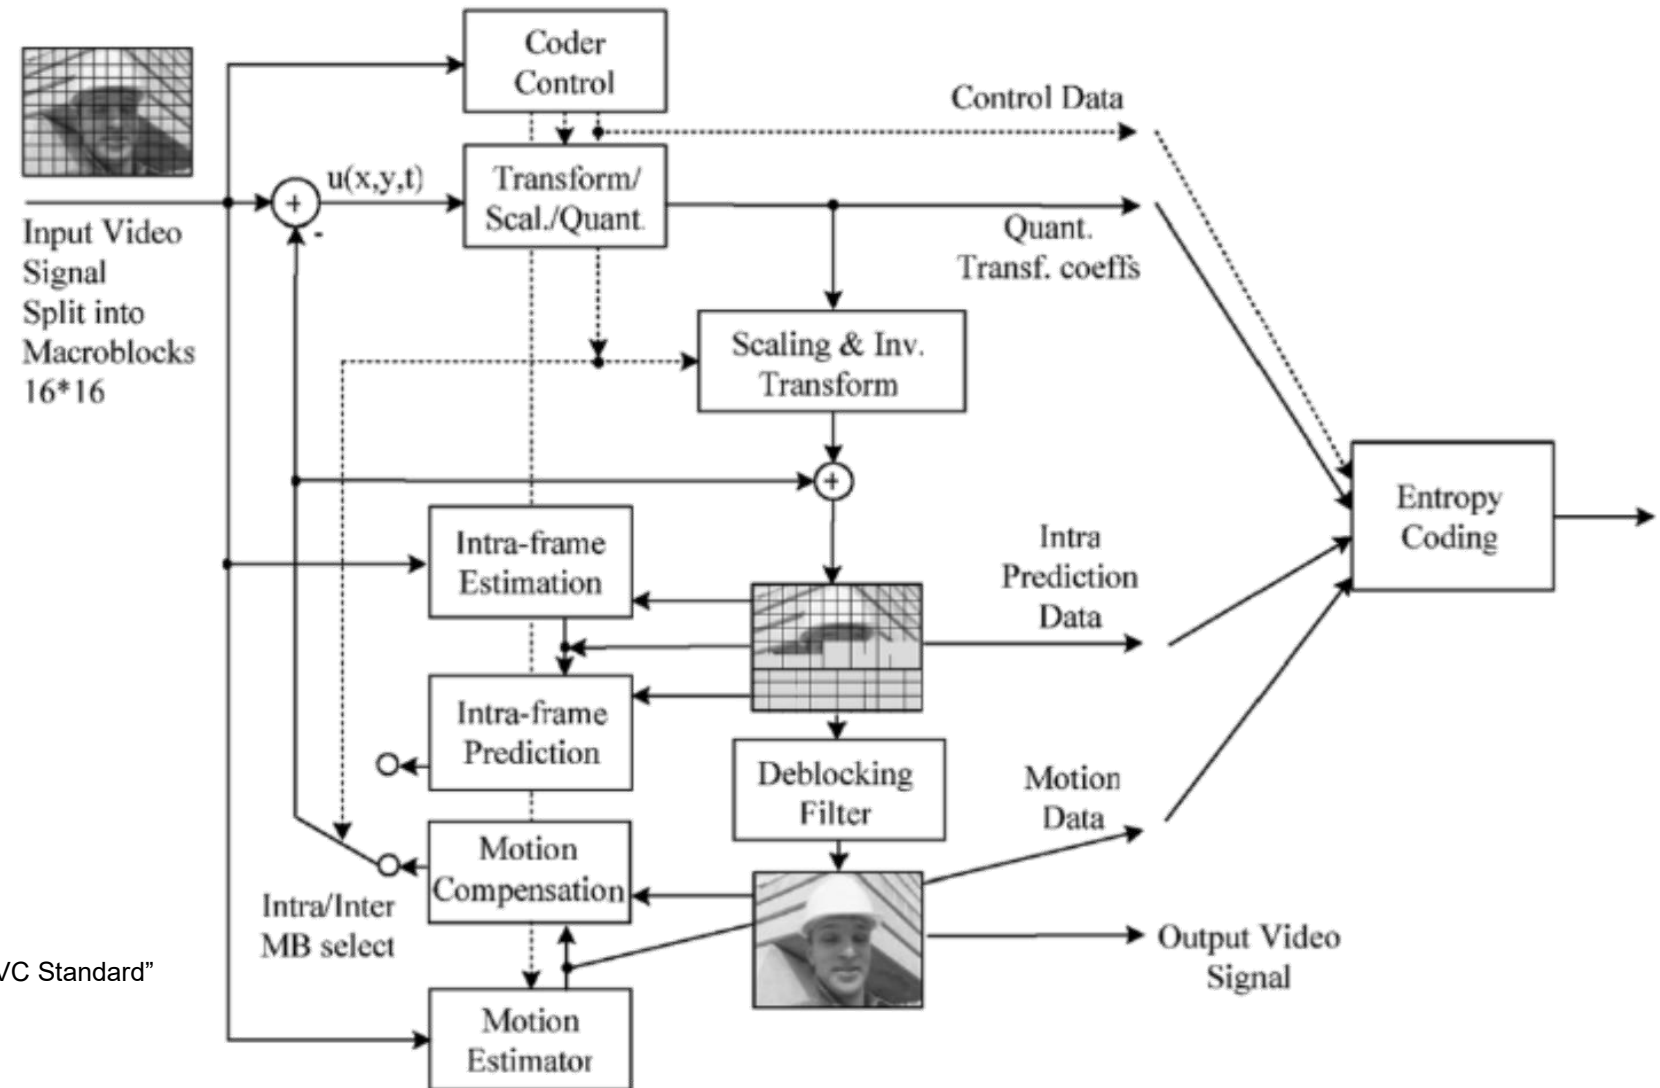 Coder
Control
Control Data
+
u(x,y,t)
-
Transform/
Scal./Quant.
Quant.
Transf. coeffs
Input Video
Signal
Split into
Macroblocks
16*16
Scaling & Inv.
Transform
+
Intra-frame
Estimation
Intra
Prediction
Data
Entropy
Coding
Intra-frame
Prediction
Deblocking
Filter
Motion
Data
Motion
Compensation
Intra/Inter
MB select
Output Video
Signal
VC Standard”
Motion
Estimator